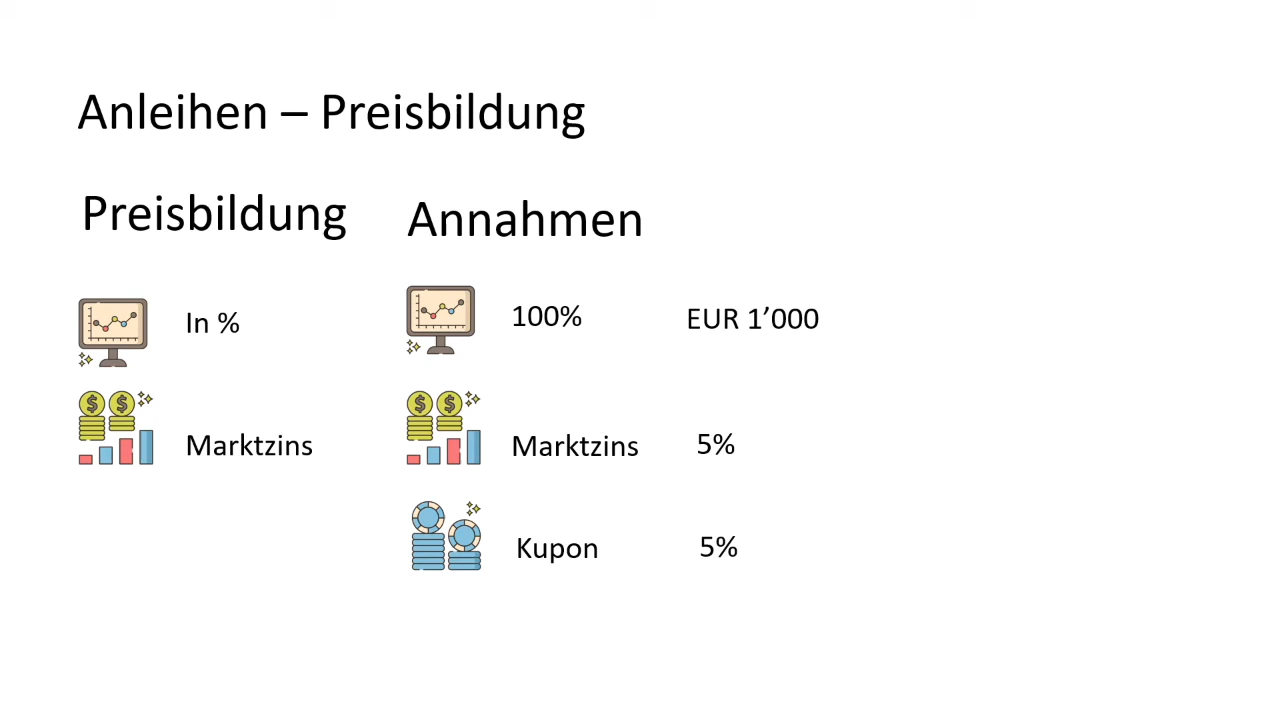 Anleihen – Preisbildung
Preisbildung
Annahmen
In %
100%
EUR 1’000
Marktzins
Marktzins
5%
Kupon
5%